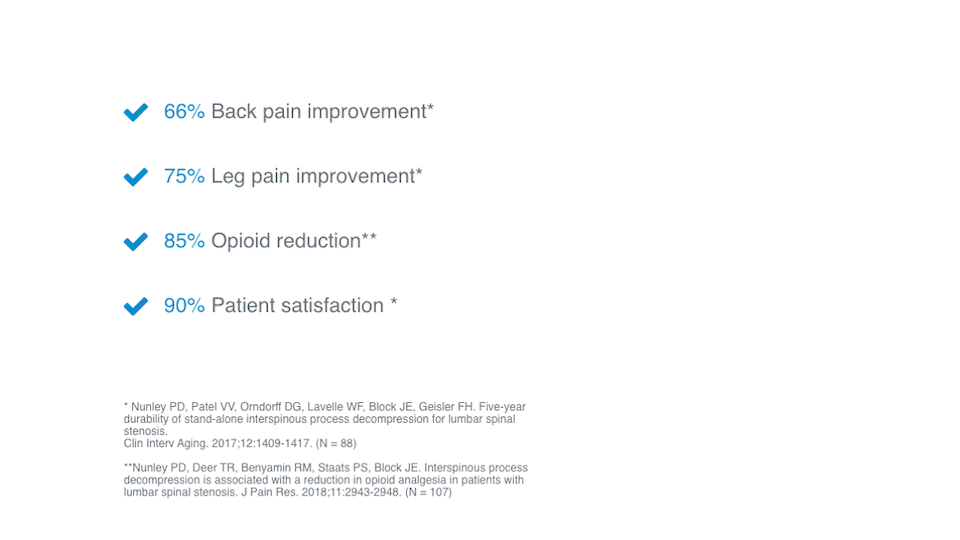 66% Back pain improvement*
75% Leg pain improvement*
85% Opioid reduction**
90% Patient satisfaction *
* Nunley PD, Patel VV, Orndorff DG, Lavelle WF, Block JE, Geisler FH. Five-year
durability of stand-alone interspinous process decompression for lumbar spinal
stenosis.
Clin Interv Aging. 2017;12:1409-1417. (N = 88)
**Nunley PD, Deer TR, Benyamin RM, Staats PS, Block JE. Interspinous process
decompression is associated with a reduction in opioid analgesia in patients with
lumbar spinal stenosis. J Pain Res. 2018;11:2943-2948. (N = 107)